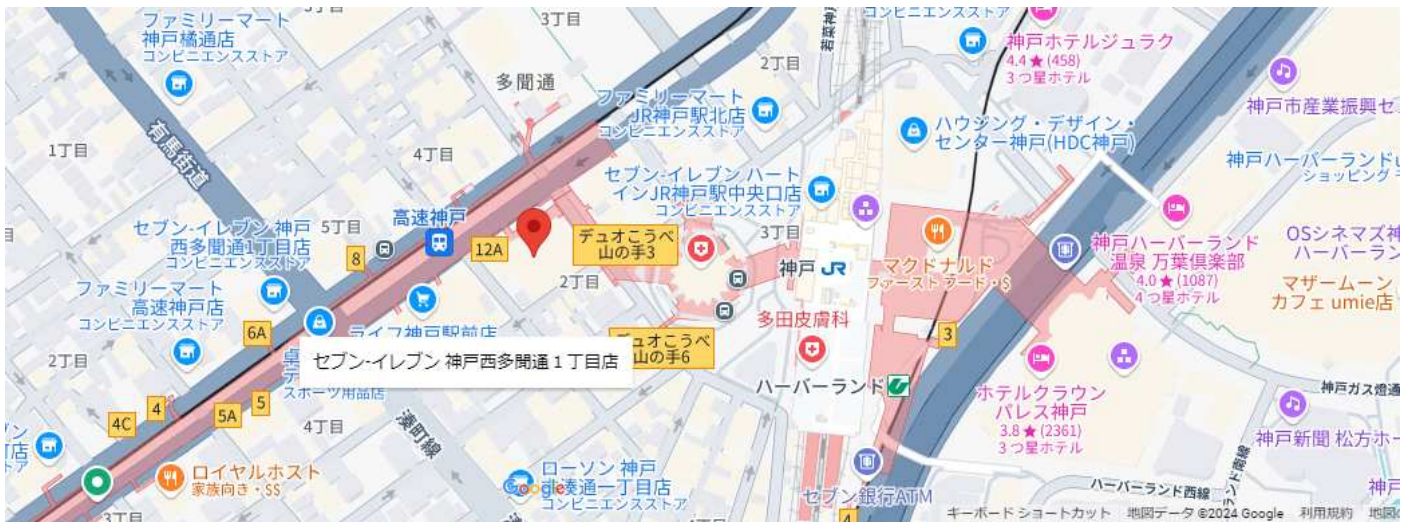 ファミリーマート
神戸橘通店
コンビニエンスストア
3丁目
3丁目
コンビニエンスストア
神戸ホテルジュラク
4.4★(458)
3つ星ホテル
多聞通
2丁目
ファミリーマート
JR神戸駅北店
コンビニエンスストア
ハウジング・デザイン・
センター神戸(HDC神戸)
神戸市産業振興セ
1丁目
有馬街道
4丁目
3丁目
セブン-イレブン ハート
インJR神戸駅中央口店
コンビニエンスストア
神戸ハーバーランドu
ショッピング
セブン-イレブン 神戸
西多聞通1丁目店
コンビニエンスストア
5丁目
高速神戸
8
12A
デュオこうべ
山の手3
3丁目
神戸 JR
マクドナルド
ファーストフード・$
神戸ハーバーランド
温泉 万葉倶楽部
4.0★(1087)
4つ星ホテル
OSシネマズ神
ハーバーラン
マザームーン
カフェ umie店
ファミリーマート
高速神戸店
コンビニエンスストア
2丁目
ライフ神戸駅前店
6A
デュオこうべ
山の手6
多田皮膚科
3
2丁目
セブン-イレブン 神戸西多聞通1丁目店
スポーツ用品店
ハーバーランド
ホテルクラウン
パレス神戸
3.8★(2361)
3つ星ホテル
神戸ガス燈通
4C
4
5A
5
4丁目
湊町線
神戸新聞 松方ホー
ロイヤルホスト
家族向き・$$
Google
ローソン 神戸
北湊通一丁目店
コンビニエンスストア
セブン銀行ATM
ハーバーランド西線
3丁目
4
キーボード ショートカット
地図データ ©2024 Google
利用規約